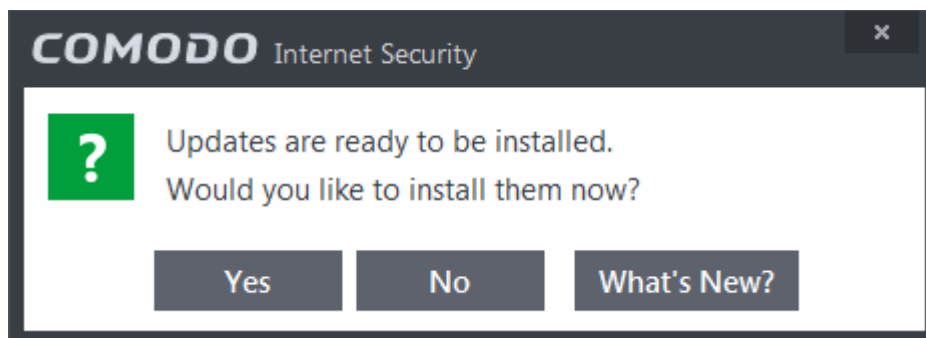 COMODO Internet Security
×
?
Updates are ready to be installed.
Would you like to install them now?
Yes No What's New?